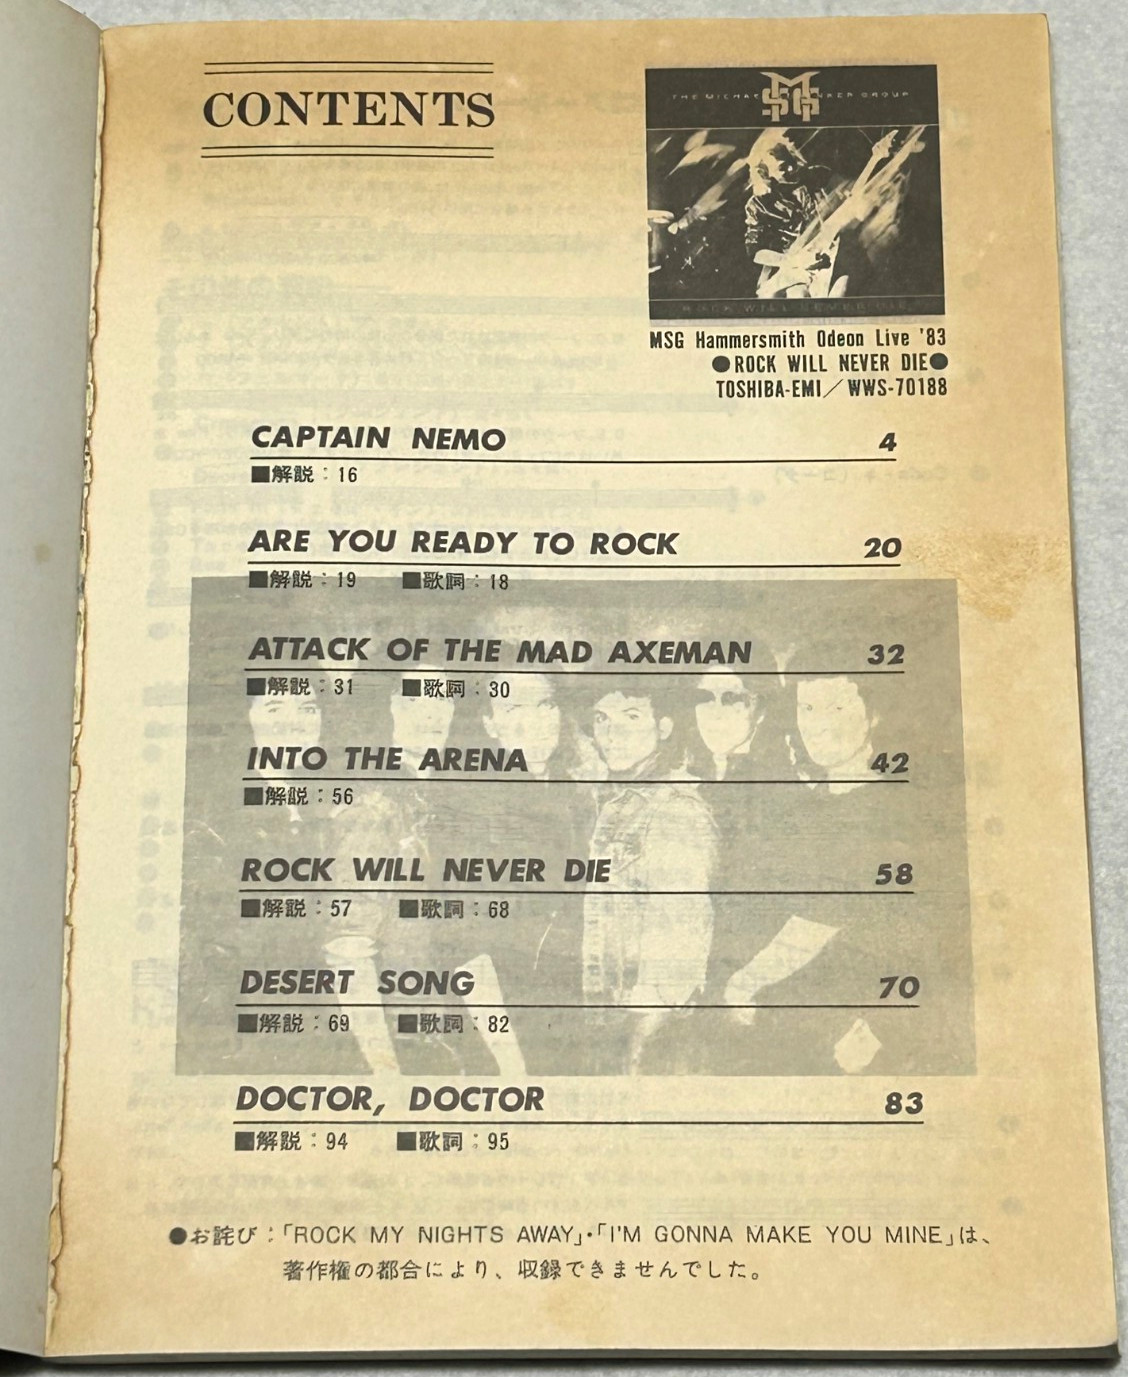 CONTENTS
MSG
ROCK WILL NEVER DIE
MSG Hammersmith Odeon Live '83
●ROCK WILL NEVER DIE●
TOSHIBA-EMI／WWS-70188
CAPTAIN NEMO 4
■解説：16
ARE YOU READY TO ROCK 20
■解説：19 ■歌詞：18
ATTACK OF THE MAD AXEMAN 32
■解説：31 ■歌詞：30
INTO THE ARENA 42
■解説：56
ROCK WILL NEVER DIE 58
■解説：57 ■歌詞：68
DESERT SONG 70
■解説：69 ■歌詞：82
DOCTOR, DOCTOR 83
■解説：94 ■歌詞：95
●お詫び：「ROCK MY NIGHTS AWAY」・「I'M GONNA MAKE YOU MINE」は、
著作権の都合により、収録できませんでした。